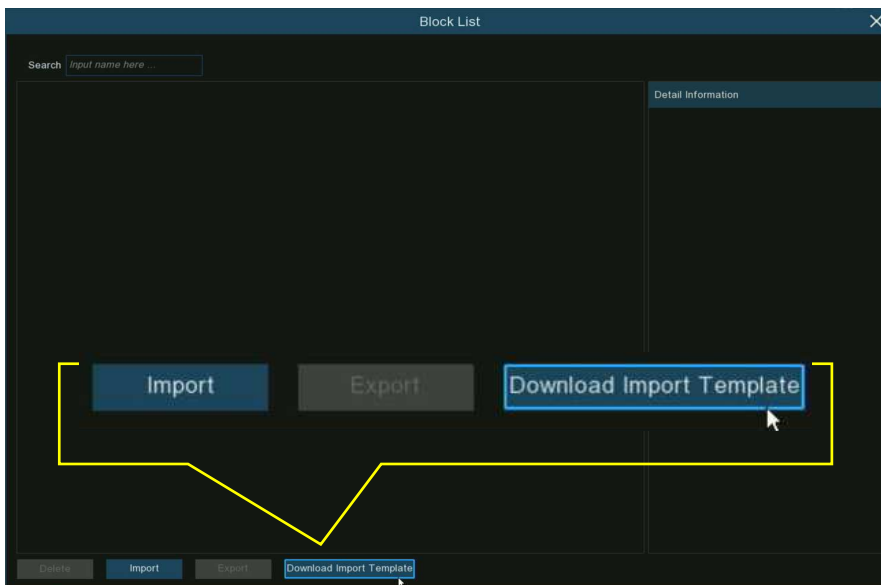 Block List
Search Input name here ...
Detail Information
Import Export Download Import Template
Delete Import Export Download Import Template